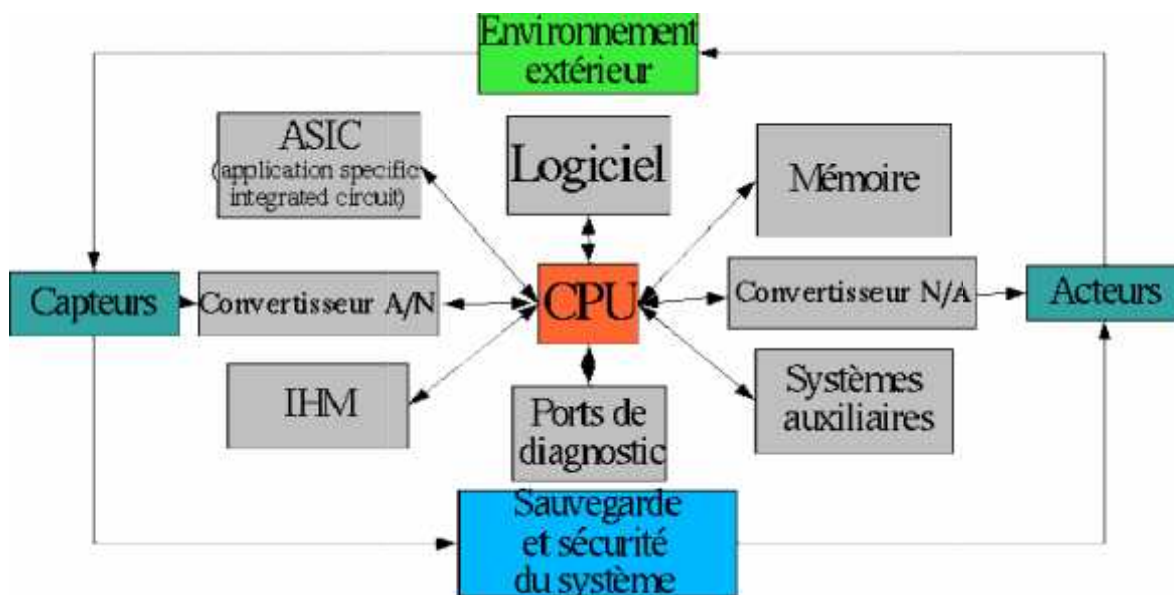 Environnement
extérieur
ASIC
(application specific
integrated circuit)
Logiciel
Mémoire
Capteurs
Convertisseur A/N
CPU
Convertisseur N/A
Acteurs
IHM
Ports de
diagnostic
Systèmes
auxiliaires
Sauvegarde
et sécurité
du système